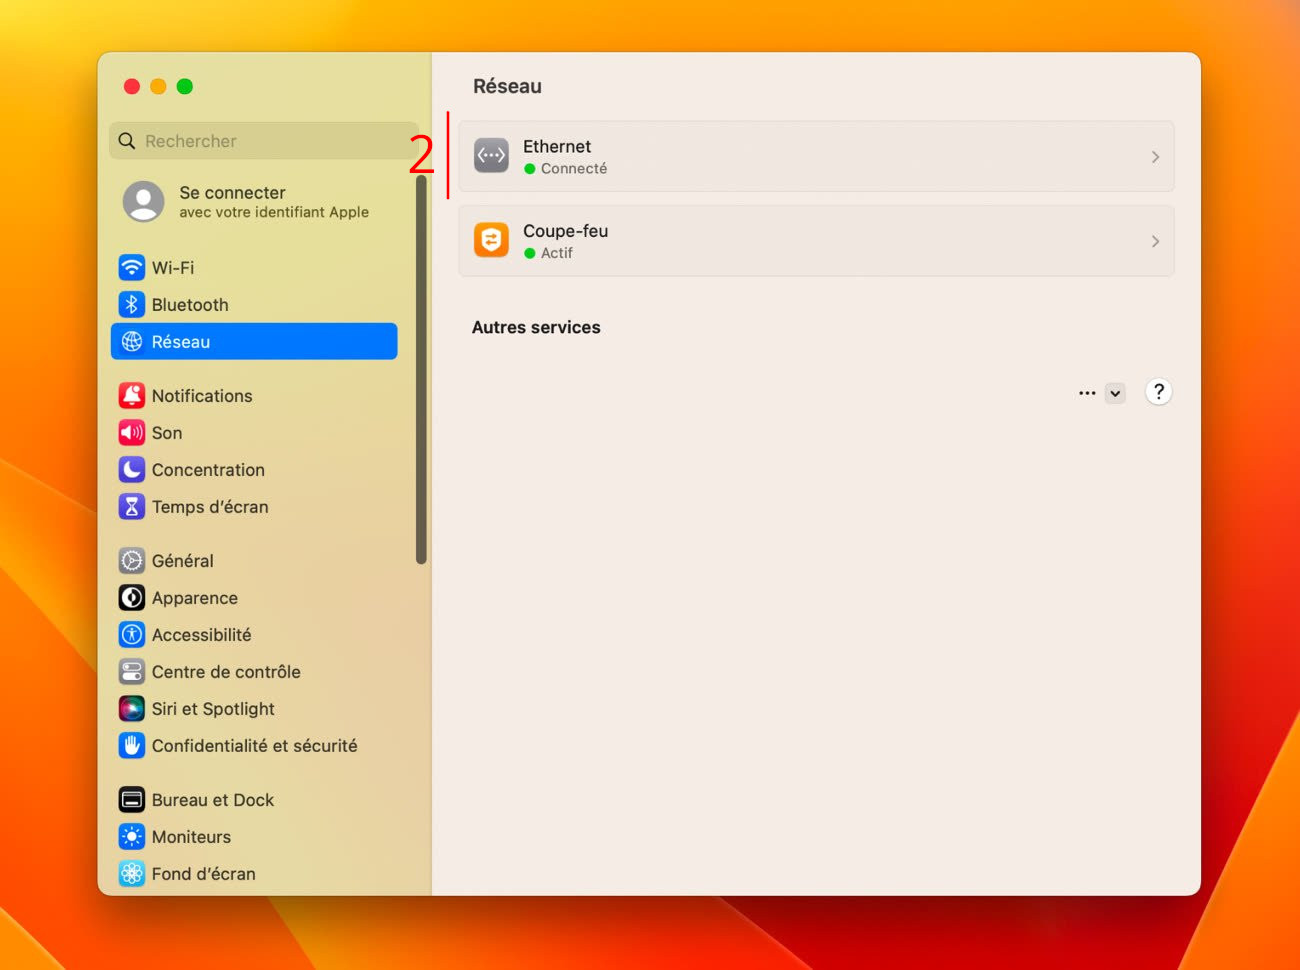 Rechercher
Se connecter
avec votre identifiant Apple
Wi-Fi
Bluetooth
Réseau
Notifications
Son
Concentration
Temps d’écran
Général
Apparence
Accessibilité
Centre de contrôle
Siri et Spotlight
Confidentialité et sécurité
Bureau et Dock
Moniteurs
Fond d’écran
Réseau
2
Ethernet
Connecté
Coupe-feu
Actif
Autres services
?